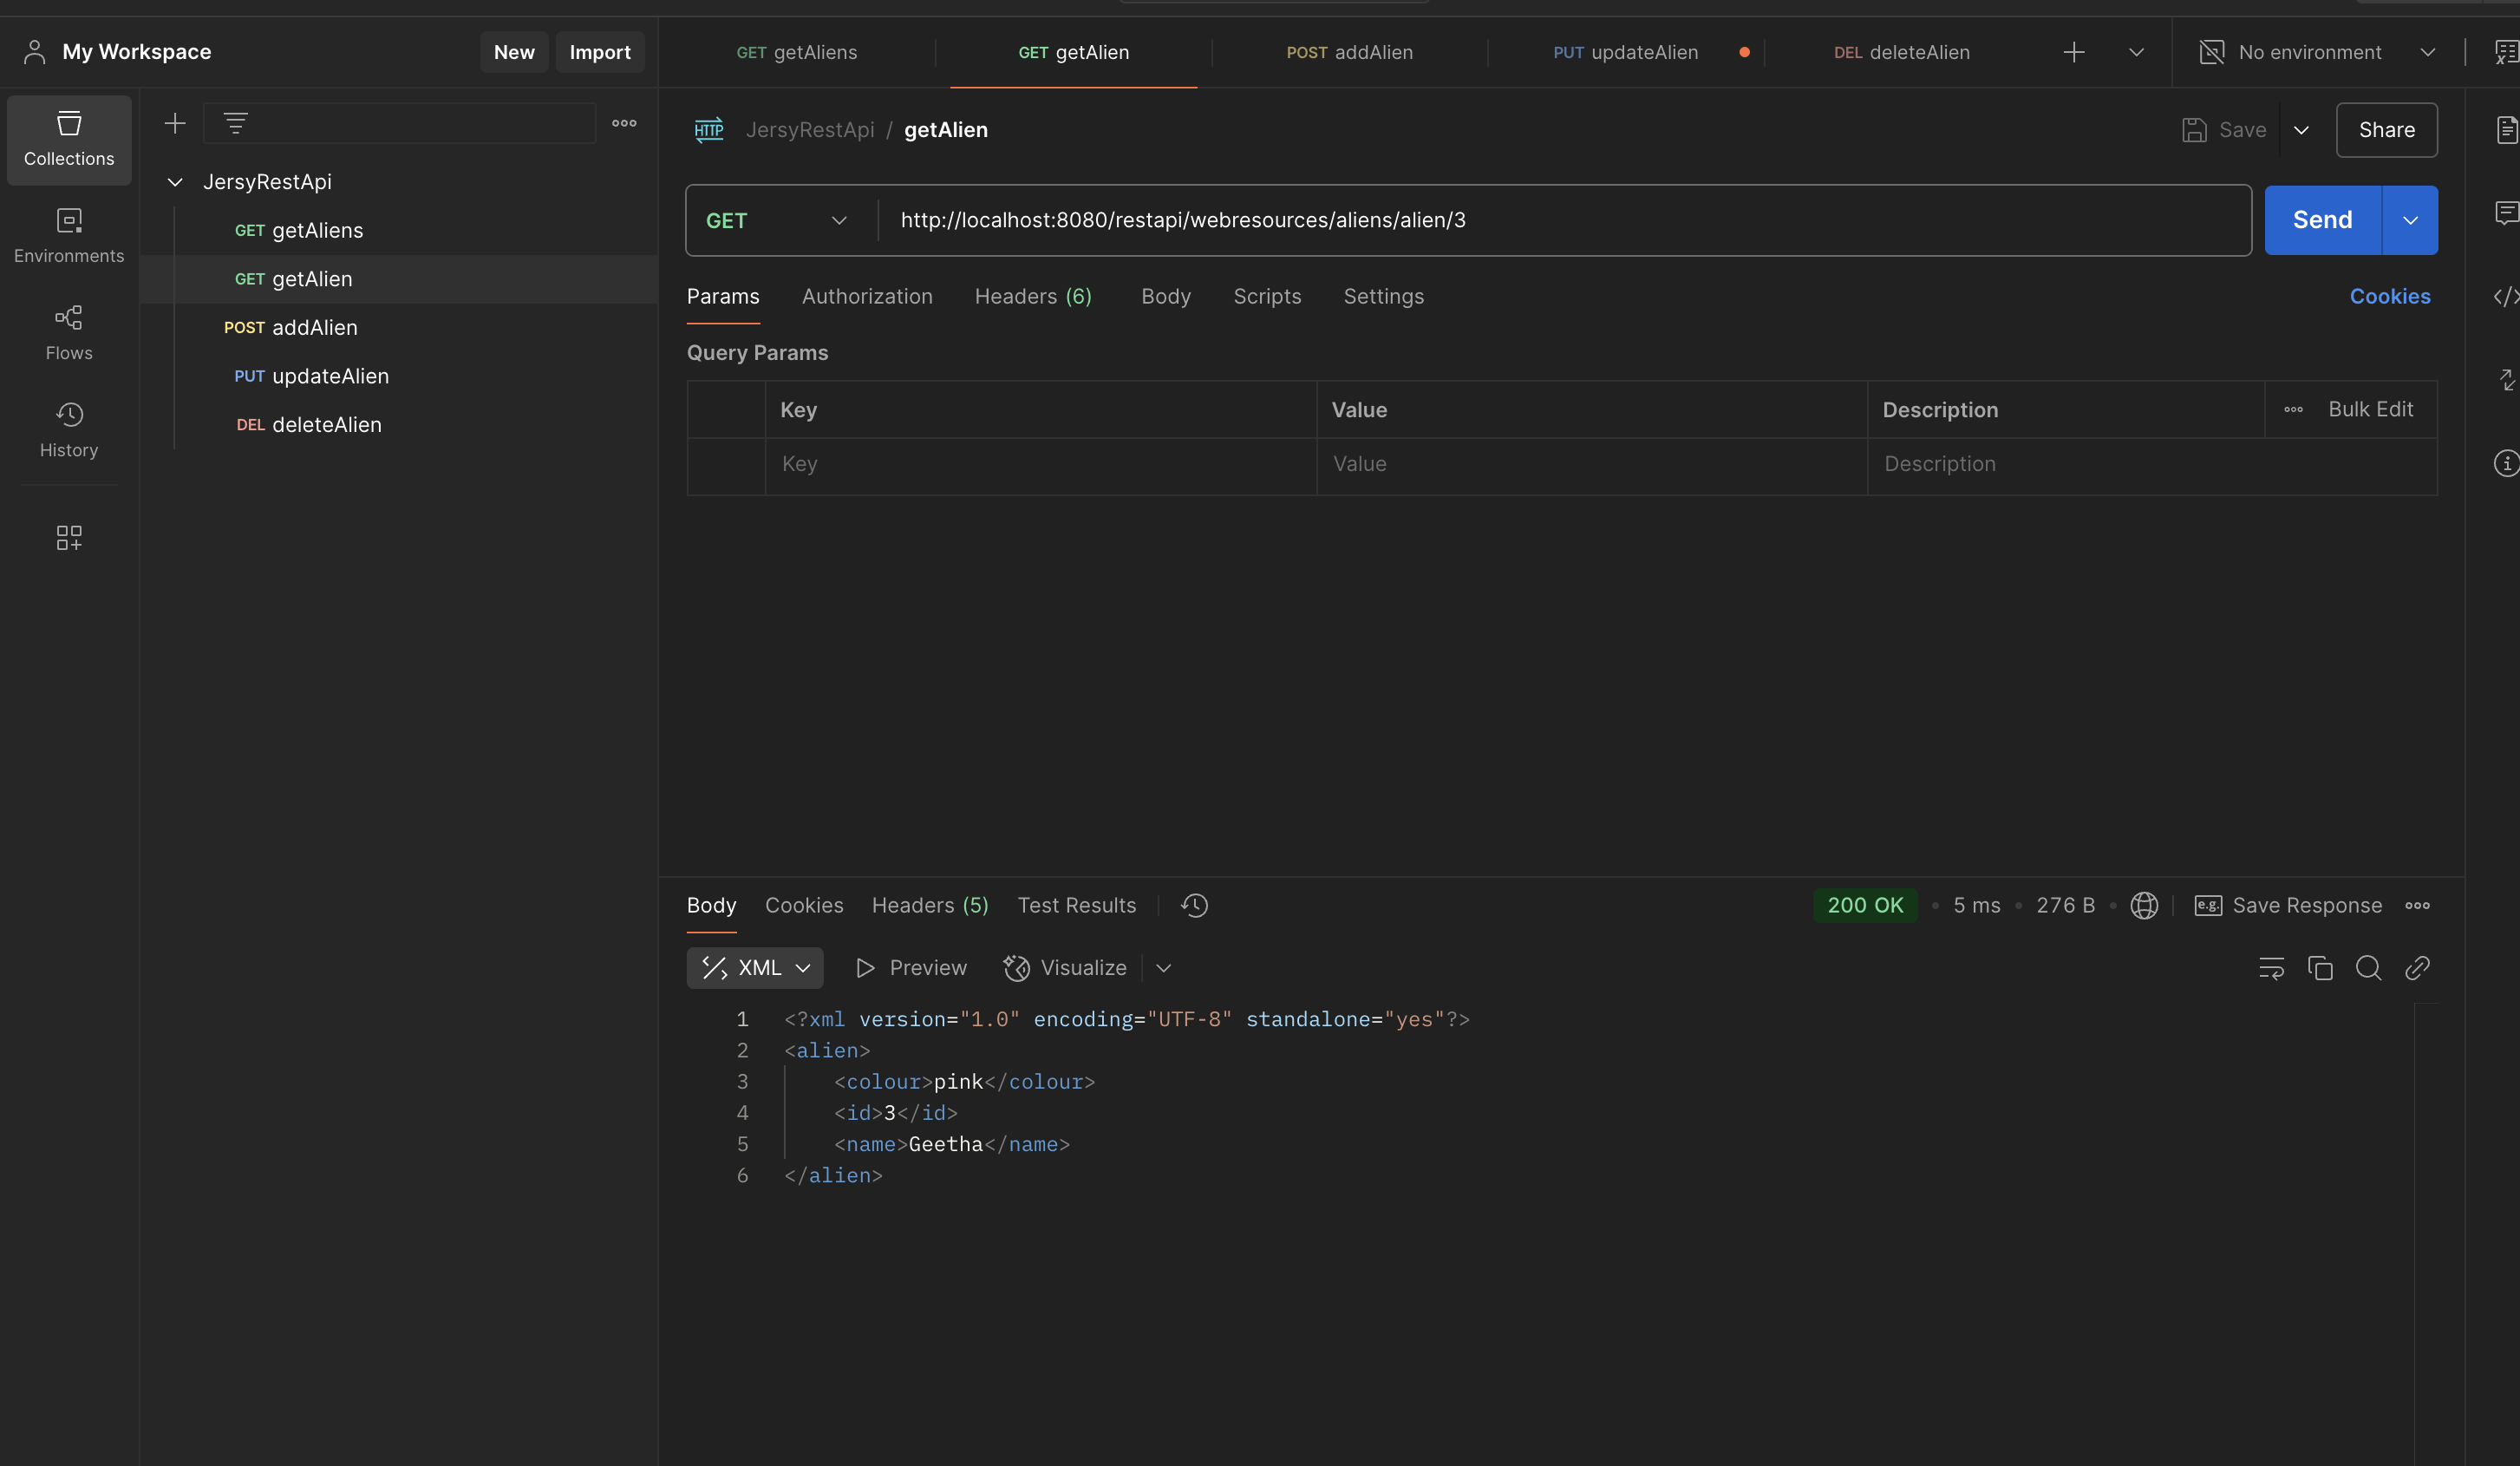 My Workspace
New
Import
GET getAliens
GET getAlien
POST addAlien
PUT updateAlien
DEL deleteAlien
No environment
Collections
Environments
Flows
History
JersyRestApi
GET getAliens
GET getAlien
POST addAlien
PUT updateAlien
DEL deleteAlien
HTTP JersyRestApi / getAlien
Save
Share
GET http://localhost:8080/restapi/webresources/aliens/alien/3
Send
Params Authorization Headers (6) Body Scripts Settings Cookies
Query Params
Key Value Description Bulk Edit
Key Value Description
Body Cookies Headers (5) Test Results 200 OK • 5 ms • 276 B • e.g. Save Response
XML Preview Visualize
1 <?xml version="1.0" encoding="UTF-8" standalone="yes"?>
2 <alien>
3 <colour>pink</colour>
4 <id>3</id>
5 <name>Geetha</name>
6 </alien>